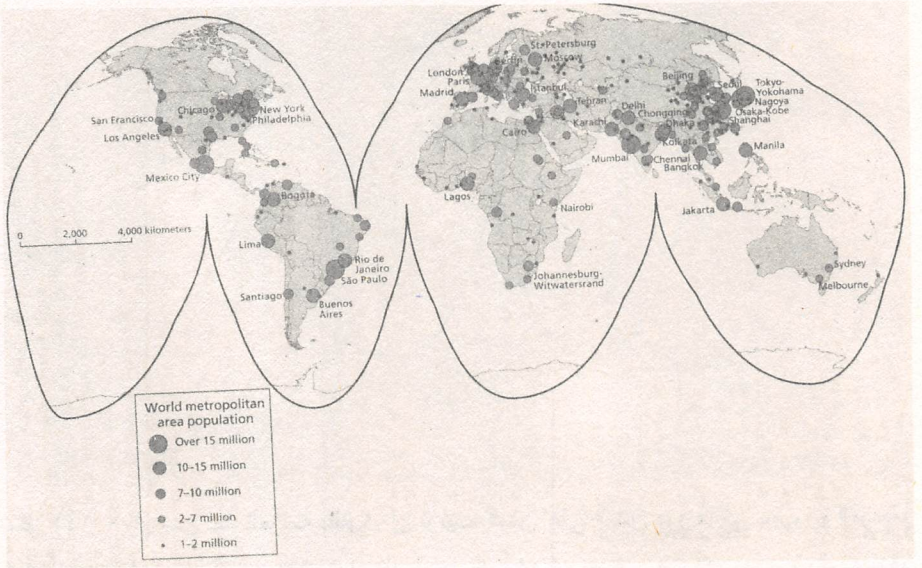 St. Petersburg
Berlin
Moscow
London
Paris
Madrid
Istanbul
Tehran
Beijing
Seoul
Tokyo-
Yokohama
Nagoya
Osaka-Kobe
Shanghai
Chicago
New York
Philadelphia
San Francisco
Los Angeles
Mexico City
Cairo
Karachi
Delhi
Chongqing
Dhaka
Kolkata
Mumbai
Chennai
Bangkok
Manila
Bogota
Lagos
Nairobi
Jakarta
0 2,000 4,000 kilometers
Lima
Rio de
Janeiro
São Paulo
Santiago
Buenos
Aires
Johannesburg-
Witwatersrand
Sydney
Melbourne
World metropolitan
area population
Over 15 million
10–15 million
7–10 million
2–7 million
1–2 million